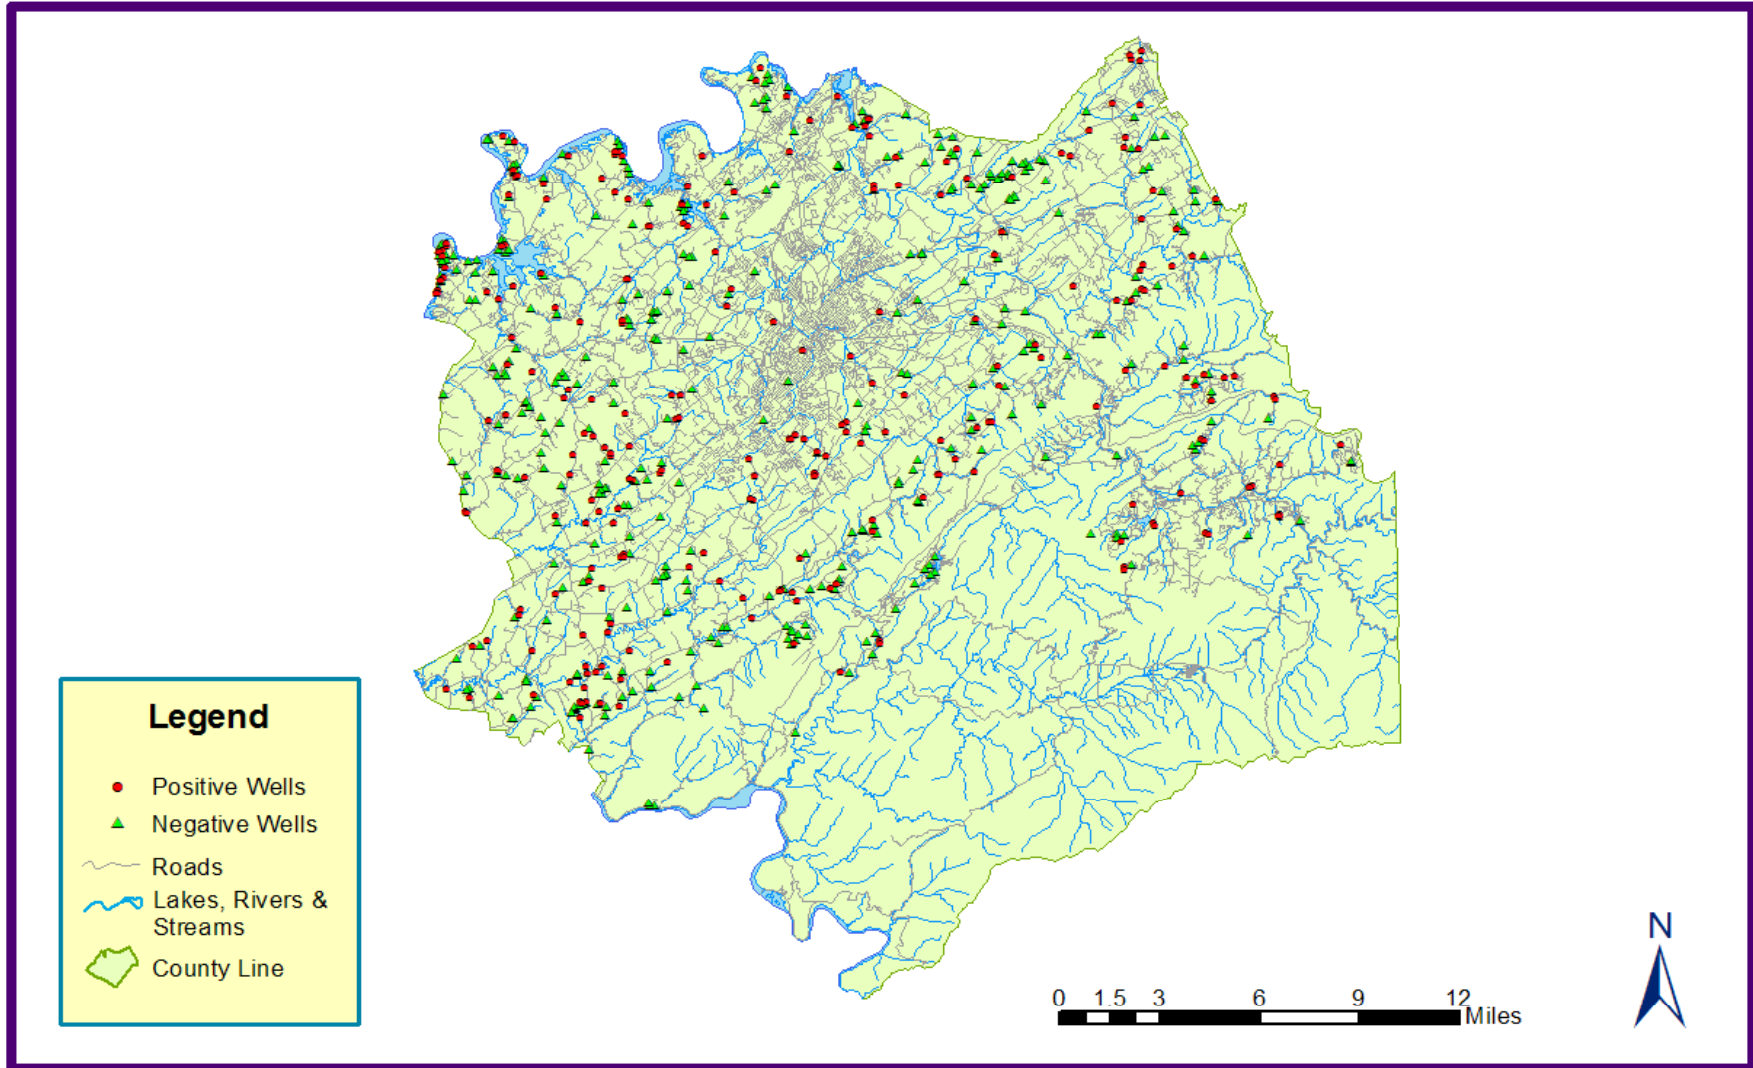 Legend
Positive Wells
Negative Wells
Roads
Lakes, Rivers &
Streams
County Line
N
0 1.5 3 6 9 12
Miles